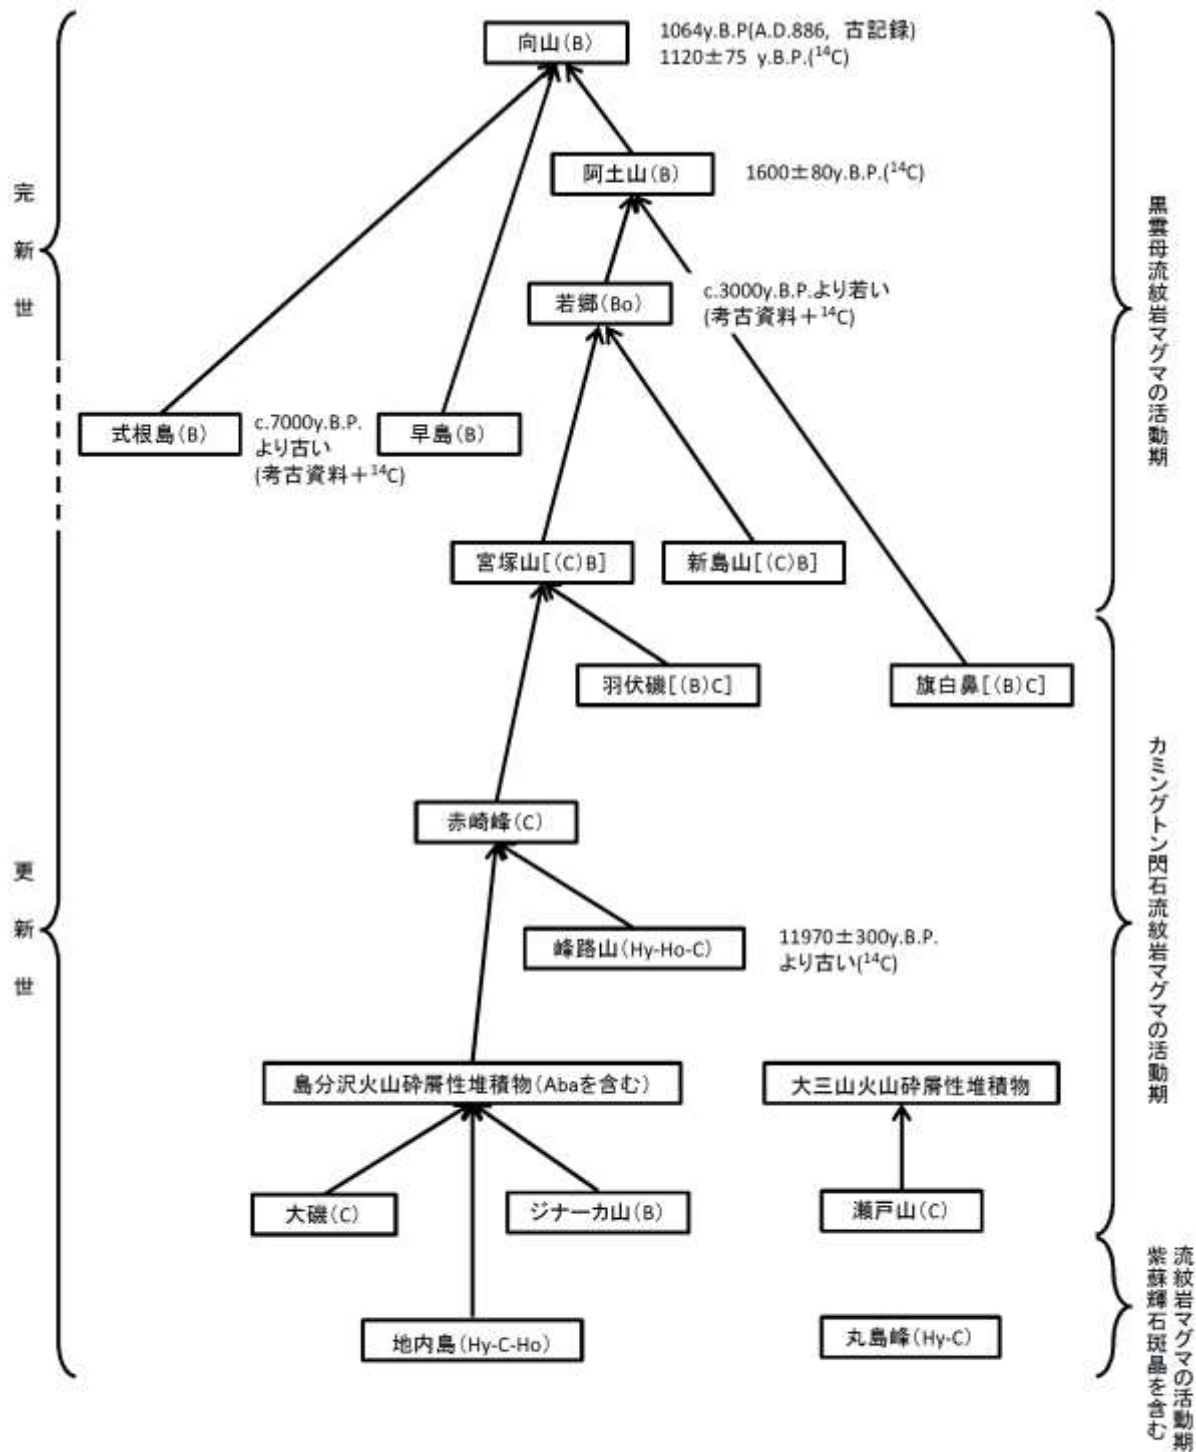 向山(B)
1064y.B.P(A.D.886, 古記録)
1120±75 y.B.P.(¹⁴C)
阿土山(B)
1600±80y.B.P.(¹⁴C)
若郷(Bo)
c.3000y.B.P.より若い
(考古資料+¹⁴C)
式根島(B)
c.7000y.B.P.
より古い
(考古資料+¹⁴C)
早島(B)
宮塚山[(C)B]
新島山[(C)B]
羽伏磯[(B)C]
旗白鼻[(B)C]
赤崎峰(C)
峰路山(Hy-Ho-C)
11970±300y.B.P.
より古い(¹⁴C)
島分沢火山砕屑性堆積物(Abaを含む)
大三山火山砕屑性堆積物
大磯(C)
ジナーカ山(B)
瀬戸山(C)
地内島(Hy-C-Ho)
丸島峰(Hy-C)
完新世
更新世
黒雲母流紋岩マグマの活動期
カミングトン閃石流紋岩マグマの活動期
紫蘇輝石斑晶を含む
流紋岩マグマの活動期